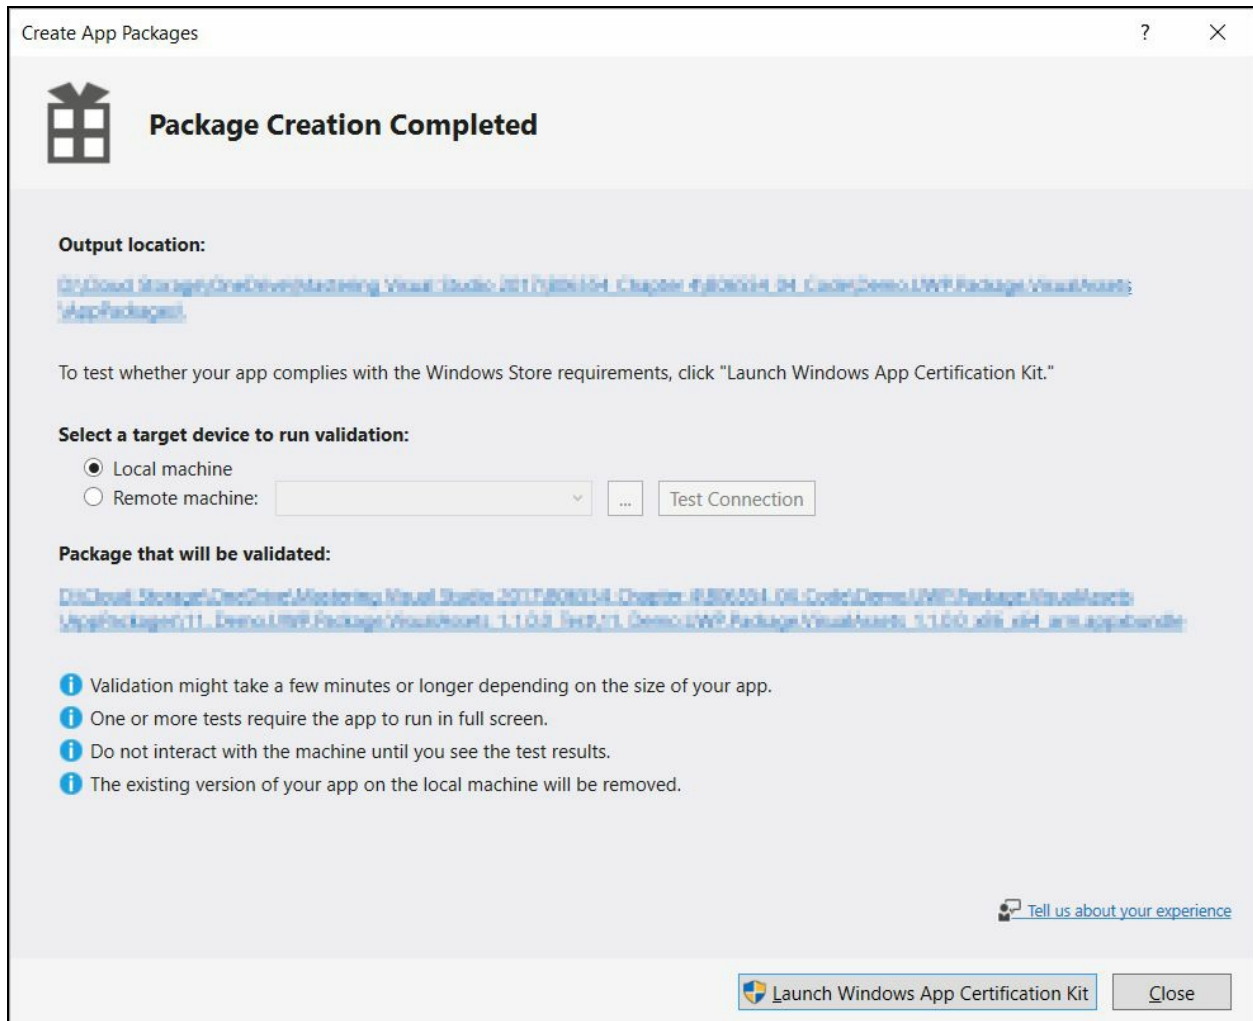 Create App Packages
?
Package Creation Completed
Output location:
To test whether your app complies with the Windows Store requirements, click "Launch Windows App Certification Kit."
Select a target device to run validation:
Local machine
Remote machine:
...
Test Connection
Package that will be validated:
Validation might take a few minutes or longer depending on the size of your app.
One or more tests require the app to run in full screen.
Do not interact with the machine until you see the test results.
The existing version of your app on the local machine will be removed.
Tell us about your experience
Launch Windows App Certification Kit
Close